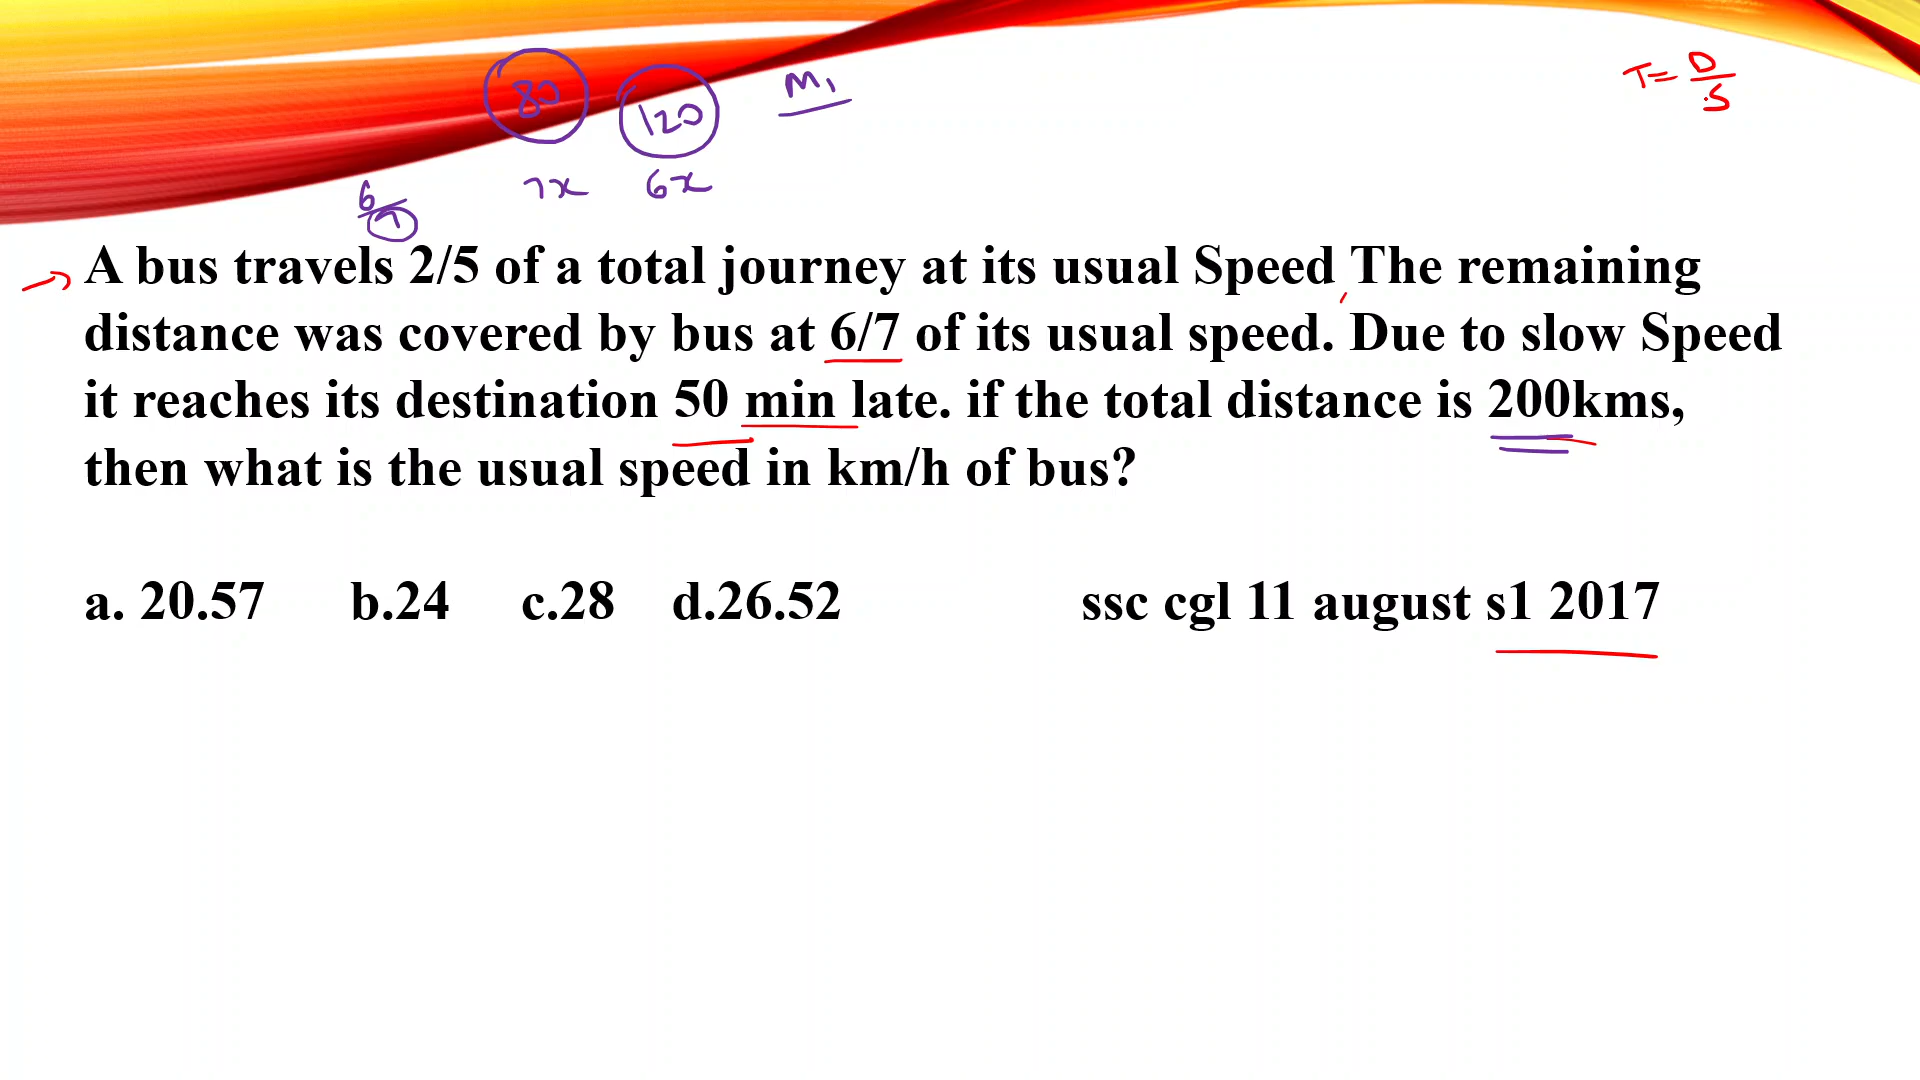 80 120 M₁ T = D/S
6/7 7x 6x
A bus travels 2/5 of a total journey at its usual Speed The remaining
distance was covered by bus at 6/7 of its usual speed. Due to slow Speed
it reaches its destination 50 min late. if the total distance is 200kms,
then what is the usual speed in km/h of bus?
a. 20.57 b.24 c.28 d.26.52 ssc cgl 11 august s1 2017